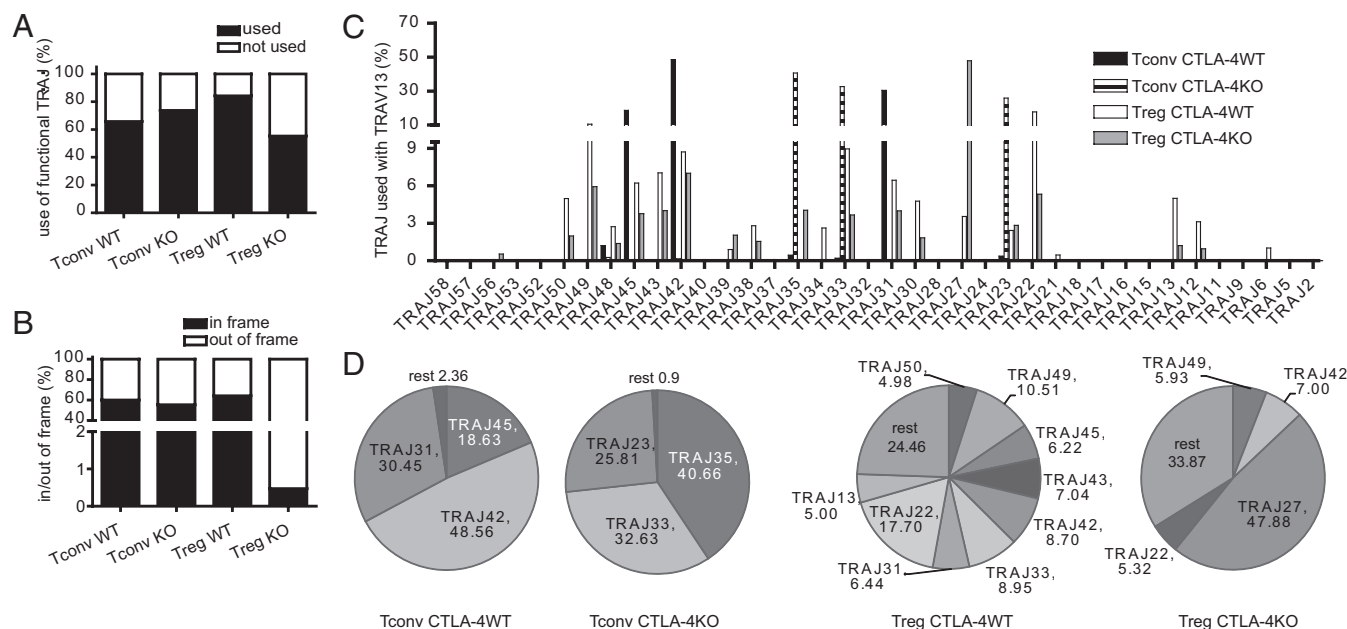 A
used
not used
use of functional TRAJ (%)
100
80
60
40
20
0
Tconv WT
Tconv KO
Treg WT
Treg KO
B
in frame
out of frame
in/out of frame (%)
100
80
60
40
2
1
0
Tconv WT
Tconv KO
Treg WT
Treg KO
C
TRAJ used with TRAV13 (%)
70
50
30
10
9
6
3
0
Tconv CTLA-4WT
Tconv CTLA-4KO
Treg CTLA-4WT
Treg CTLA-4KO
TRAJ58
TRAJ57
TRAJ56
TRAJ53
TRAJ52
TRAJ50
TRAJ49
TRAJ48
TRAJ45
TRAJ43
TRAJ42
TRAJ40
TRAJ39
TRAJ38
TRAJ37
TRAJ35
TRAJ34
TRAJ33
TRAJ32
TRAJ31
TRAJ30
TRAJ28
TRAJ27
TRAJ24
TRAJ23
TRAJ22
TRAJ21
TRAJ18
TRAJ17
TRAJ16
TRAJ15
TRAJ13
TRAJ12
TRAJ11
TRAJ9
TRAJ6
TRAJ5
TRAJ2
D
rest 2.36
TRAJ45,
18.63
TRAJ31,
30.45
TRAJ42,
48.56
Tconv CTLA-4WT
rest 0.9
TRAJ23,
25.81
TRAJ35,
40.66
TRAJ33,
32.63
Tconv CTLA-4KO
TRAJ50,
4.98
TRAJ49,
10.51
rest
24.46
TRAJ45,
6.22
TRAJ43,
7.04
TRAJ13,
5.00
TRAJ22,
17.70
TRAJ42,
8.70
TRAJ31,
6.44
TRAJ33,
8.95
Treg CTLA-4WT
TRAJ49,
5.93
TRAJ42
7.00
rest
33.87
TRAJ27,
47.88
TRAJ22,
5.32
Treg CTLA-4KO